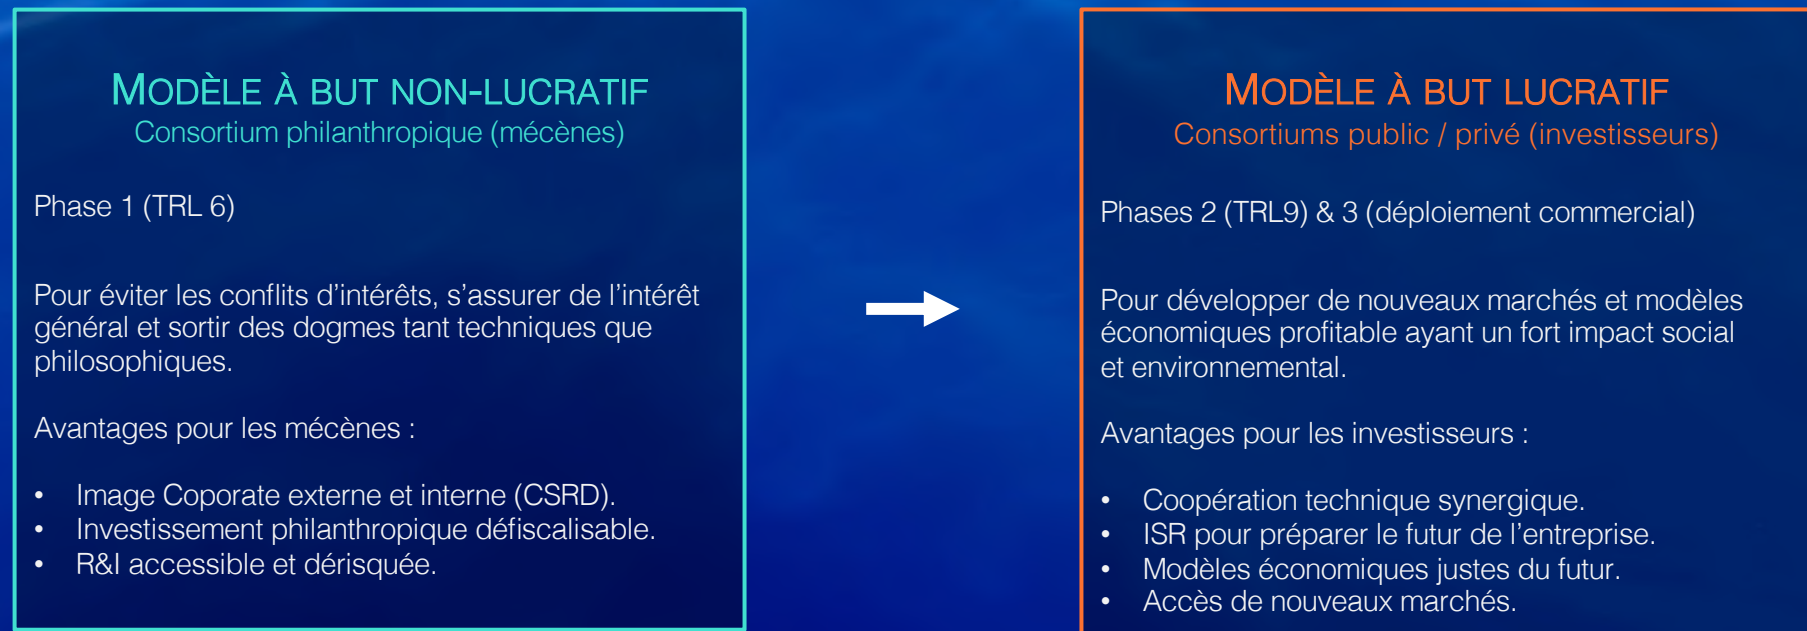 MODÈLE À BUT NON-LUCRATIF
Consortium philanthropique (mécènes)
Phase 1 (TRL 6)
Pour éviter les conflits d’intérêts, s’assurer de l’intérêt
général et sortir des dogmes tant techniques que
philosophiques.
Avantages pour les mécènes :
• Image Coporate externe et interne (CSRD).
• Investissement philanthropique défiscalisable.
• R&I accessible et dérisquée.
MODÈLE À BUT LUCRATIF
Consortiums public / privé (investisseurs)
Phases 2 (TRL9) & 3 (déploiement commercial)
Pour développer de nouveaux marchés et modèles
économiques profitable ayant un fort impact social
et environnemental.
Avantages pour les investisseurs :
• Coopération technique synergique.
• ISR pour préparer le futur de l’entreprise.
• Modèles économiques justes du futur.
• Accès de nouveaux marchés.